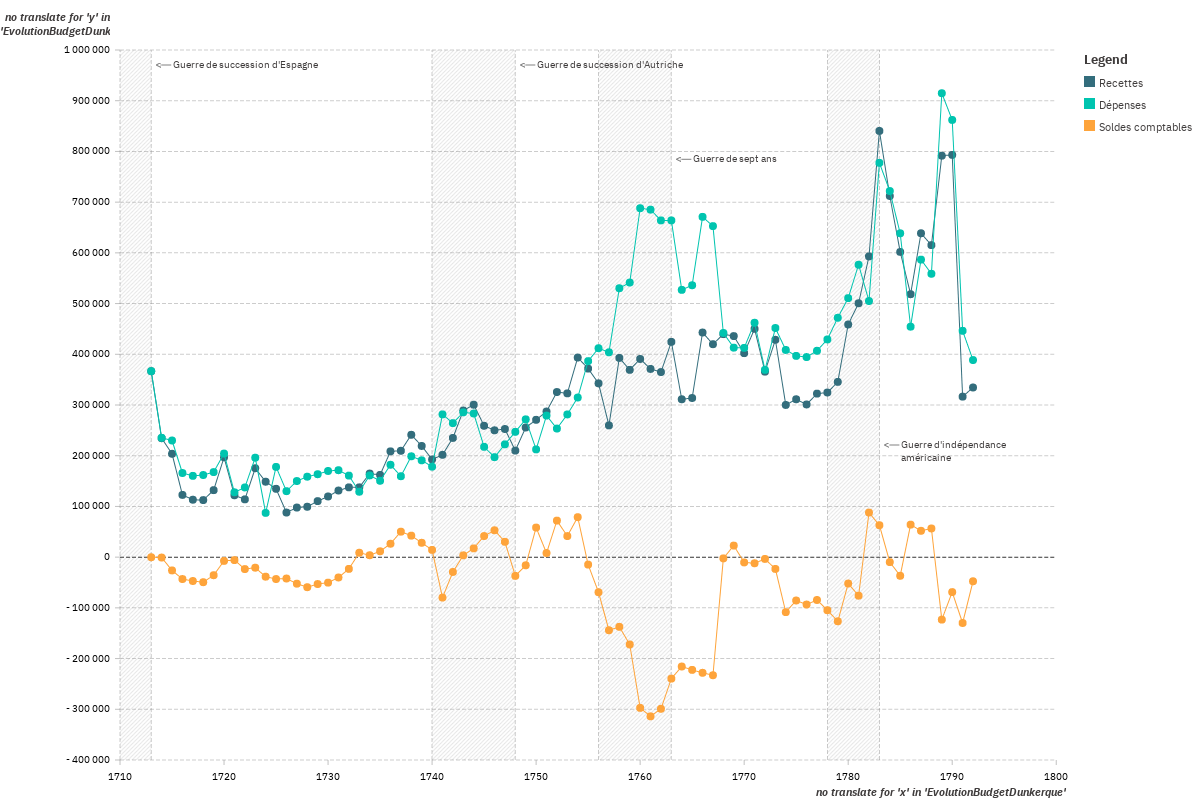 no translate for 'y' in
'EvolutionBudgetDunk
1 000 000
900 000
800 000
700 000
600 000
500 000
400 000
300 000
200 000
100 000
0
- 100 000
- 200 000
- 300 000
- 400 000
<— Guerre de succession d'Espagne
<— Guerre de succession d'Autriche
<— Guerre de sept ans
<— Guerre d'indépendance
américaine
1710
1720
1730
1740
1750
1760
1770
1780
1790
1800
no translate for 'x' in 'EvolutionBudgetDunkerque'
Legend
Recettes
Dépenses
Soldes comptables